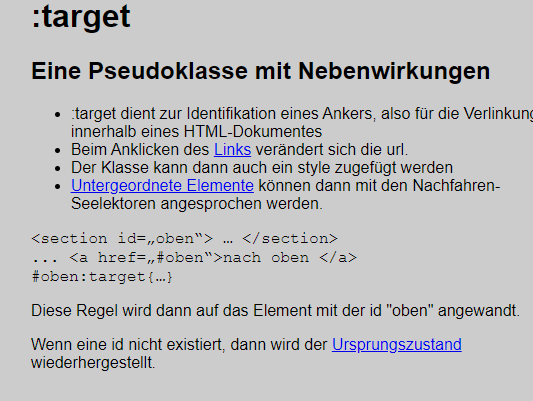 :target
Eine Pseudoklasse mit Nebenwirkungen
• :target dient zur Identifikation eines Ankers, also für die Verlinkung
innerhalb eines HTML-Dokumentes
• Beim Anklicken des Links verändert sich die url.
• Der Klasse kann dann auch ein style zugefügt werden
• Untergeordnete Elemente können dann mit den Nachfahren-
Seelektoren angesprochen werden.
<section id=„oben“> … </section>
... <a href=„#oben“>nach oben </a>
#oben:target{…}
Diese Regel wird dann auf das Element mit der id "oben" angewandt.
Wenn eine id nicht existiert, dann wird der Ursprungszustand
wiederhergestellt.